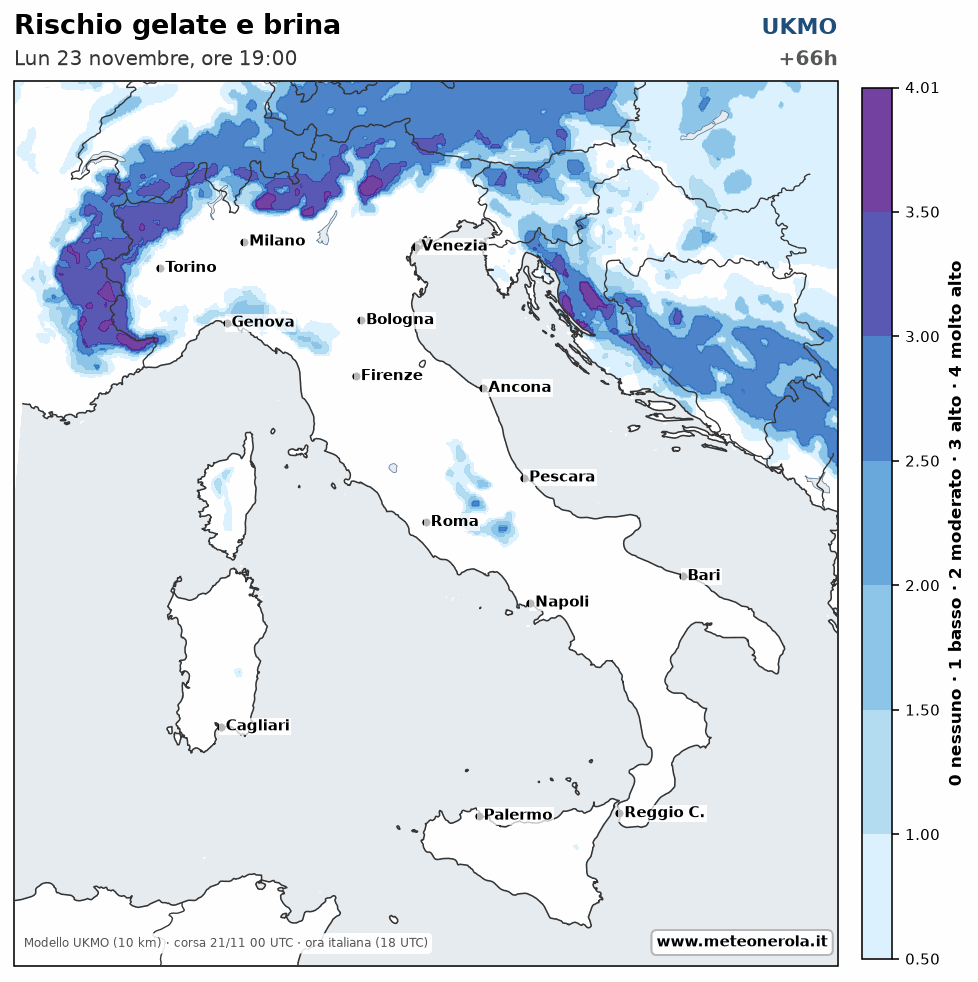 Rischio gelate e brina
UKMO
Lun 23 novembre, ore 19:00
+66h
4.01
3.50
3.00
2.50
2.00
1.50
1.00
0.50
0 nessuno · 1 basso · 2 moderato · 3 alto · 4 molto alto
Milano
Venezia
Torino
Bologna
Genova
Firenze
Ancona
Pescara
Roma
Bari
Napoli
Cagliari
Palermo
Reggio C.
Modello UKMO (10 km) · corsa 21/11 00 UTC · ora italiana (18 UTC)
www.meteonerola.it